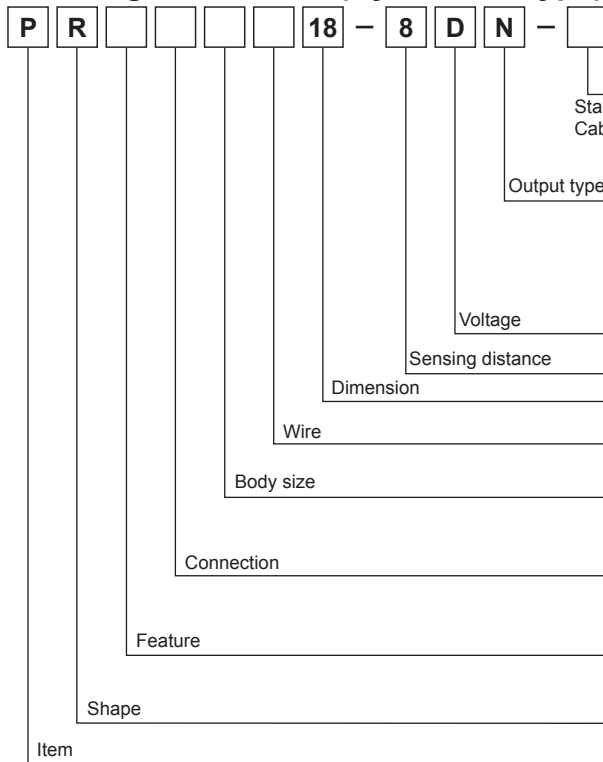 P R 18 – 8 D N –
Output type
Voltage
Sensing distance
Dimension
Wire
Body size
Connection
Feature
Shape
Item